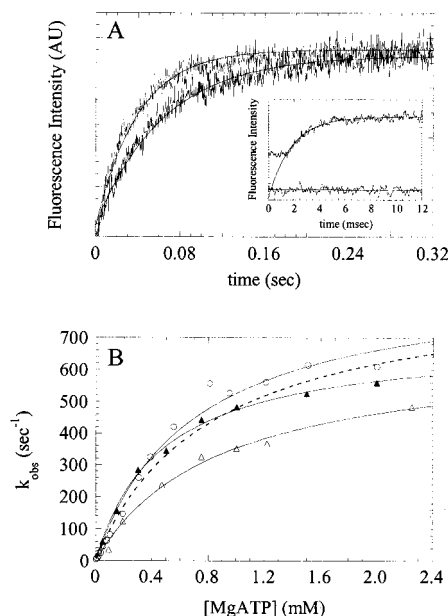 A
Fluorescence Intensity (AU)
Fluorescence Intensity
0 2 4 6 8 10 12
time (msec)
0 0.08 0.16 0.24 0.32
time (sec)
B
700
600
500
400
300
200
100
0
k_obs (sec⁻¹)
0 0.4 0.8 1.2 1.6 2.0 2.4
[MgATP] (mM)